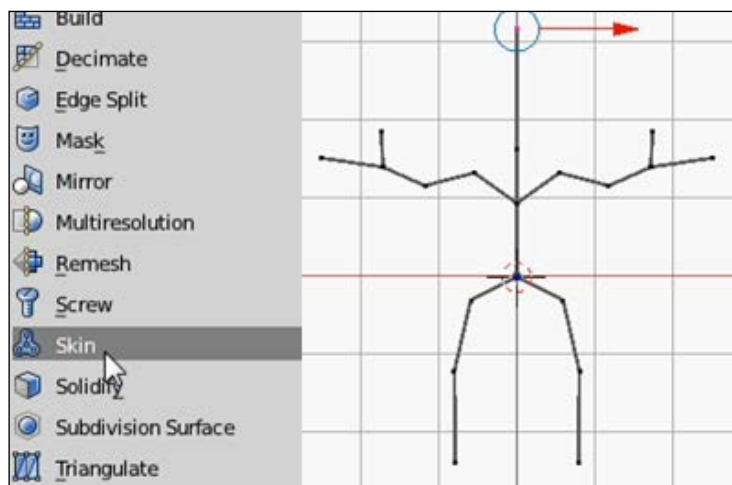 Build
Decimate
Edge Split
Mask
Mirror
Multiresolution
Remesh
Screw
Skin
Solidify
Subdivision Surface
Triangulate